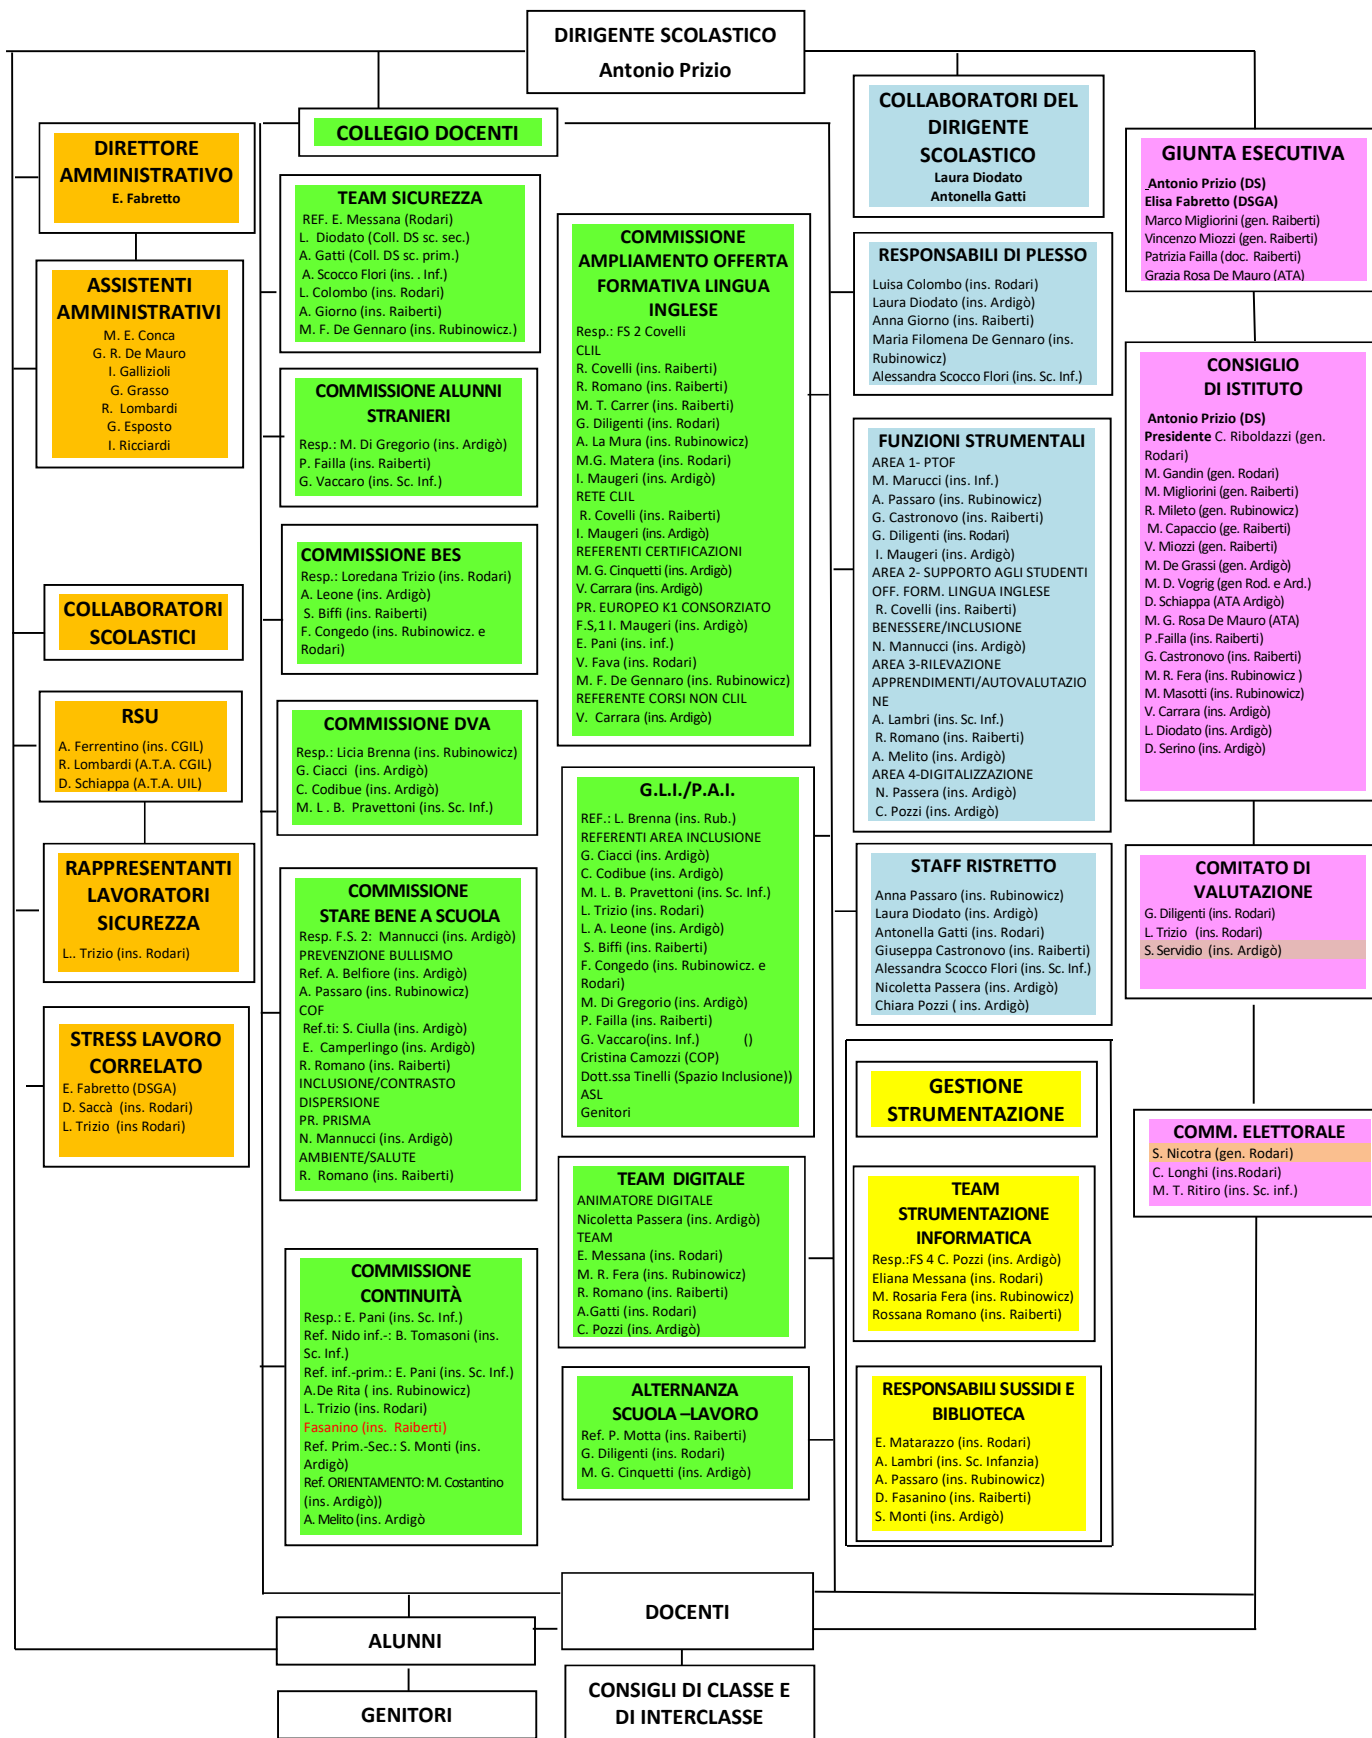 DIRIGENTE SCOLASTICO
Antonio Prizio
DIRETTORE
AMMINISTRATIVO
E. Fabretto
ASSISTENTI
AMMINISTRATIVI
M. E. Conca
G. R. De Mauro
I. Gallizioli
G. Grasso
R. Lombardi
G. Esposto
I. Ricciardi
COLLABORATORI
SCOLASTICI
RSU
A. Ferrentino (ins. CGIL)
R. Lombardi (A.T.A. CGIL)
D. Schiappa (A.T.A. UIL)
RAPPRESENTANTI
LAVORATORI
SICUREZZA
L.. Trizio (ins. Rodari)
STRESS LAVORO
CORRELATO
E. Fabretto (DSGA)
D. Saccà (ins. Rodari)
L. Trizio (ins Rodari)
COLLEGIO DOCENTI
TEAM SICUREZZA
REF. E. Messana (Rodari)
L. Diodato (Coll. DS sc. sec.)
A. Gatti (Coll. DS sc. prim.)
A. Scocco Flori (ins. . Inf.)
L. Colombo (ins. Rodari)
A. Giorno (ins. Raiberti)
M. F. De Gennaro (ins. Rubinowicz.)
COMMISSIONE ALUNNI
STRANIERI
Resp.: M. Di Gregorio (ins. Ardigò)
P. Failla (ins. Raiberti)
G. Vaccaro (ins. Sc. Inf.)
COMMISSIONE BES
Resp.: Loredana Trizio (ins. Rodari)
A. Leone (ins. Ardigò)
S. Biffi (ins. Raiberti)
F. Congedo (ins. Rubinowicz. e
Rodari)
COMMISSIONE DVA
Resp.: Licia Brenna (ins. Rubinowicz)
G. Ciacci (ins. Ardigò)
C. Codibue (ins. Ardigò)
M. L . B. Pravettoni (ins. Sc. Inf.)
COMMISSIONE
STARE BENE A SCUOLA
Resp. F.S. 2: Mannucci (ins. Ardigò)
PREVENZIONE BULLISMO
Ref. A. Belfiore (ins. Ardigò)
A. Passaro (ins. Rubinowicz)
COF
Ref.ti: S. Ciulla (ins. Ardigò)
E. Camperlingo (ins. Ardigò)
R. Romano (ins. Raiberti)
INCLUSIONE/CONTRASTO
DISPERSIONE
PR. PRISMA
N. Mannucci (ins. Ardigò)
AMBIENTE/SALUTE
R. Romano (ins. Raiberti)
COMMISSIONE
CONTINUITÀ
Resp.: E. Pani (ins. Sc. Inf.)
Ref. Nido inf.-: B. Tomasoni (ins.
Sc. Inf.)
Ref. inf.-prim.: E. Pani (ins. Sc. Inf.)
A.De Rita ( ins. Rubinowicz)
L. Trizio (ins. Rodari)
Fasanino (ins. Raiberti)
Ref. Prim.-Sec.: S. Monti (ins.
Ardigò)
Ref. ORIENTAMENTO: M. Costantino
(ins. Ardigò))
A. Melito (ins. Ardigò
COMMISSIONE
AMPLIAMENTO OFFERTA
FORMATIVA LINGUA
INGLESE
Resp.: FS 2 Covelli
CLIL
R. Covelli (ins. Raiberti)
R. Romano (ins. Raiberti)
M. T. Carrer (ins. Raiberti)
G. Diligenti (ins. Rodari)
A. La Mura (ins. Rubinowicz)
M.G. Matera (ins. Rodari)
I. Maugeri (ins. Ardigò)
RETE CLIL
R. Covelli (ins. Raiberti)
I. Maugeri (ins. Ardigò)
REFERENTI CERTIFICAZIONI
M. G. Cinquetti (ins. Ardigò)
V. Carrara (ins. Ardigò)
PR. EUROPEO K1 CONSORZIATO
F.S,1 I. Maugeri (ins. Ardigò)
E. Pani (ins. inf.)
V. Fava (ins. Rodari)
M. F. De Gennaro (ins. Rubinowicz)
REFERENTE CORSI NON CLIL
V. Carrara (ins. Ardigò)
G.L.I./P.A.I.
REF.: L. Brenna (ins. Rub.)
REFERENTI AREA INCLUSIONE
G. Ciacci (ins. Ardigò)
C. Codibue (ins. Ardigò)
M. L. B. Pravettoni (ins. Sc. Inf.)
L. Trizio (ins. Rodari)
L. A. Leone (ins. Ardigò)
S. Biffi (ins. Raiberti)
F. Congedo (ins. Rubinowicz. e
Rodari)
M. Di Gregorio (ins. Ardigò)
P. Failla (ins. Raiberti)
G. Vaccaro(ins. Inf.) ()
Cristina Camozzi (COP)
Dott.ssa Tinelli (Spazio Inclusione))
ASL
Genitori
TEAM DIGITALE
ANIMATORE DIGITALE
Nicoletta Passera (ins. Ardigò)
TEAM
E. Messana (ins. Rodari)
M. R. Fera (ins. Rubinowicz)
R. Romano (ins. Raiberti)
A.Gatti (ins. Rodari)
C. Pozzi (ins. Ardigò)
ALTERNANZA
SCUOLA –LAVORO
Ref. P. Motta (ins. Raiberti)
G. Diligenti (ins. Rodari)
M. G. Cinquetti (ins. Ardigò)
COLLABORATORI DEL
DIRIGENTE
SCOLASTICO
Laura Diodato
Antonella Gatti
RESPONSABILI DI PLESSO
Luisa Colombo (ins. Rodari)
Laura Diodato (ins. Ardigò)
Anna Giorno (ins. Raiberti)
Maria Filomena De Gennaro (ins.
Rubinowicz)
Alessandra Scocco Flori (ins. Sc. Inf.)
FUNZIONI STRUMENTALI
AREA 1- PTOF
M. Marucci (ins. Inf.)
A. Passaro (ins. Rubinowicz)
G. Castronovo (ins. Raiberti)
G. Diligenti (ins. Rodari)
I. Maugeri (ins. Ardigò)
AREA 2- SUPPORTO AGLI STUDENTI
OFF. FORM. LINGUA INGLESE
R. Covelli (ins. Raiberti)
BENESSERE/INCLUSIONE
N. Mannucci (ins. Ardigò)
AREA 3-RILEVAZIONE
APPRENDIMENTI/AUTOVALUTAZIO
NE
A. Lambri (ins. Sc. Inf.)
R. Romano (ins. Raiberti)
A. Melito (ins. Ardigò)
AREA 4-DIGITALIZZAZIONE
N. Passera (ins. Ardigò)
C. Pozzi (ins. Ardigò)
STAFF RISTRETTO
Anna Passaro (ins. Rubinowicz)
Laura Diodato (ins. Ardigò)
Antonella Gatti (ins. Rodari)
Giuseppa Castronovo (ins. Raiberti)
Alessandra Scocco Flori (ins. Sc. Inf.)
Nicoletta Passera (ins. Ardigò)
Chiara Pozzi ( ins. Ardigò)
GESTIONE
STRUMENTAZIONE
TEAM
STRUMENTAZIONE
INFORMATICA
Resp.:FS 4 C. Pozzi (ins. Ardigò)
Eliana Messana (ins. Rodari)
M. Rosaria Fera (ins. Rubinowicz)
Rossana Romano (ins. Raiberti)
RESPONSABILI SUSSIDI E
BIBLIOTECA
E. Matarazzo (ins. Rodari)
A. Lambri (ins. Sc. Infanzia)
A. Passaro (ins. Rubinowicz)
D. Fasanino (ins. Raiberti)
S. Monti (ins. Ardigò)
GIUNTA ESECUTIVA
Antonio Prizio (DS)
Elisa Fabretto (DSGA)
Marco Migliorini (gen. Raiberti)
Vincenzo Miozzi (gen. Raiberti)
Patrizia Failla (doc. Raiberti)
Grazia Rosa De Mauro (ATA)
CONSIGLIO
DI ISTITUTO
Antonio Prizio (DS)
Presidente C. Riboldazzi (gen.
Rodari)
M. Gandin (gen. Rodari)
M. Migliorini (gen. Raiberti)
R. Mileto (gen. Rubinowicz)
M. Capaccio (ge. Raiberti)
V. Miozzi (gen. Raiberti)
M. De Grassi (gen. Ardigò)
M. D. Vogrig (gen Rod. e Ard.)
D. Schiappa (ATA Ardigò)
M. G. Rosa De Mauro (ATA)
P .Failla (ins. Raiberti)
G. Castronovo (ins. Raiberti)
M. R. Fera (ins. Rubinowicz )
M. Masotti (ins. Rubinowicz)
V. Carrara (ins. Ardigò)
L. Diodato (ins. Ardigò)
D. Serino (ins. Ardigò)
COMITATO DI
VALUTAZIONE
G. Diligenti (ins. Rodari)
L. Trizio (ins. Rodari)
S. Servidio (ins. Ardigò)
COMM. ELETTORALE
S. Nicotra (gen. Rodari)
C. Longhi (ins.Rodari)
M. T. Ritiro (ins. Sc. inf.)
DOCENTI
ALUNNI
GENITORI
CONSIGLI DI CLASSE E
DI INTERCLASSE